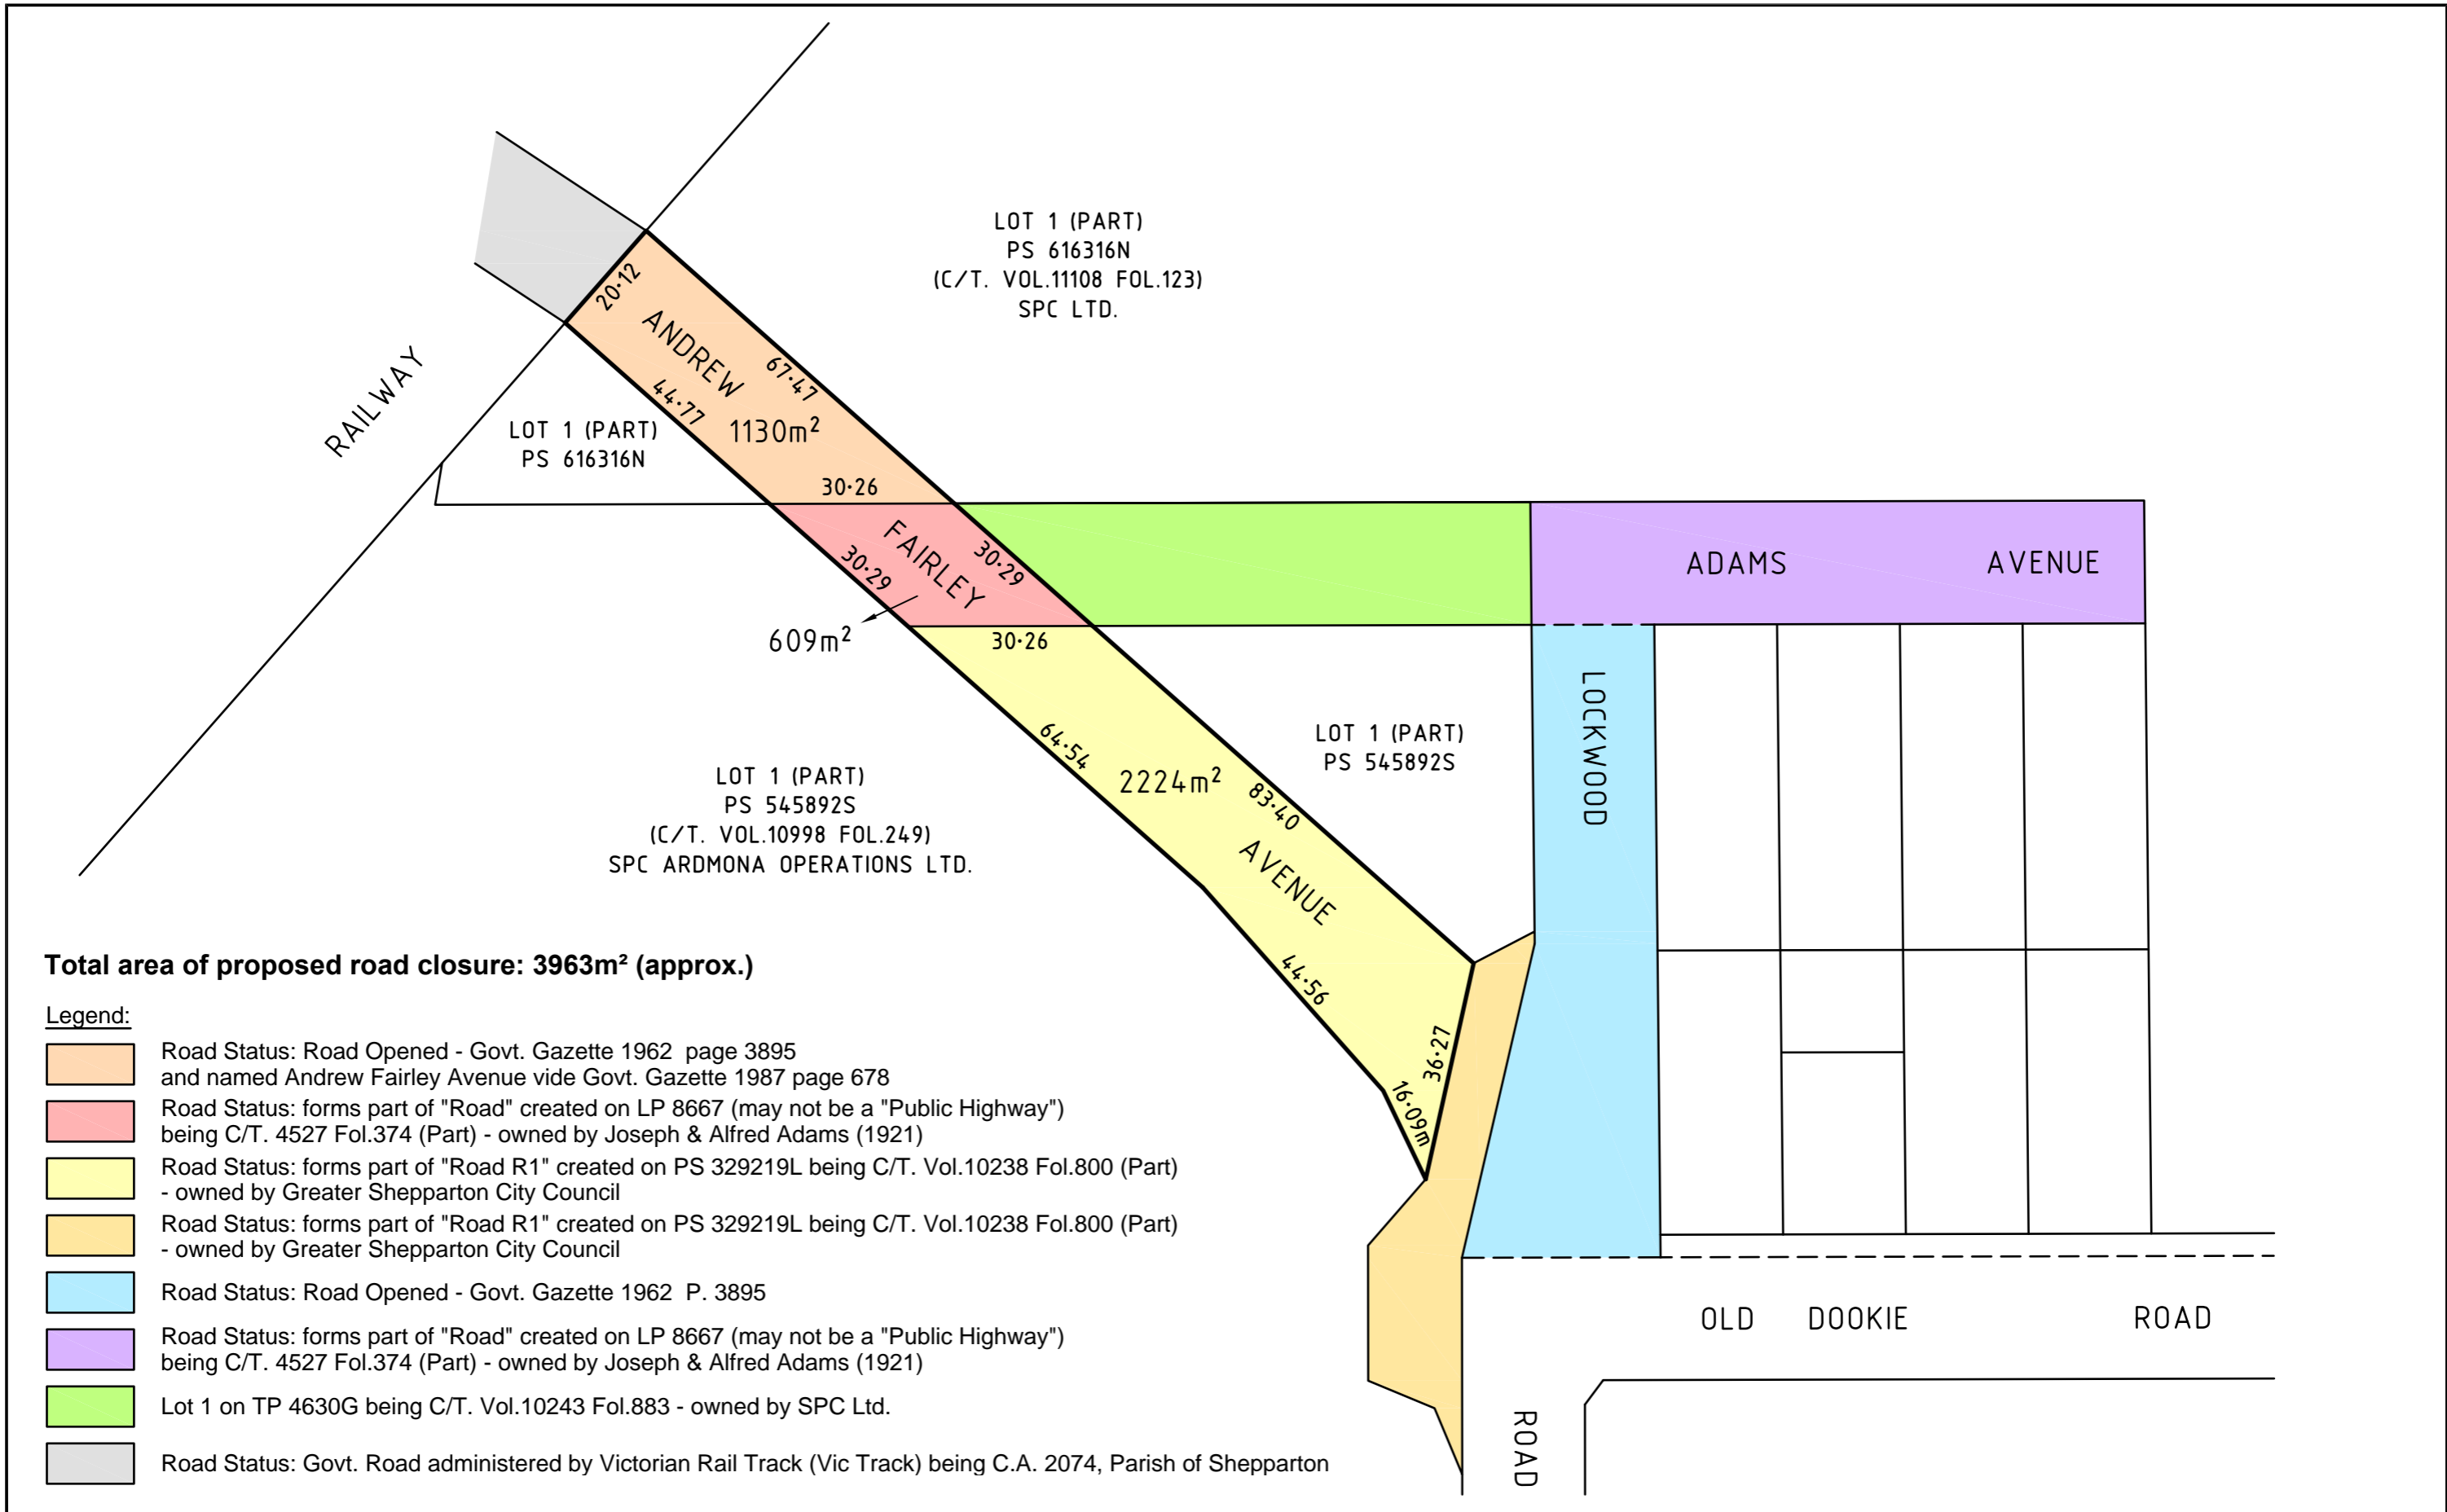 LOT 1 (PART)
PS 616316N
(C/T. VOL.11108 FOL.123)
SPC LTD.
20·12
ANDREW
67·47
44·77
1130m²
RAILWAY
LOT 1 (PART)
PS 616316N
30·26
FAIRLEY
30·29
30·29
609m²
30·26
ADAMS AVENUE
LOCKWOOD
64·54
2224m²
83·40
LOT 1 (PART)
PS 545892S
LOT 1 (PART)
PS 545892S
(C/T. VOL.10998 FOL.249)
SPC ARDMONA OPERATIONS LTD.
AVENUE
44·56
36·27
16·09m
Total area of proposed road closure: 3963m² (approx.)
Legend:
Road Status: Road Opened - Govt. Gazette 1962 page 3895
and named Andrew Fairley Avenue vide Govt. Gazette 1987 page 678
Road Status: forms part of "Road" created on LP 8667 (may not be a "Public Highway")
being C/T. 4527 Fol.374 (Part) - owned by Joseph & Alfred Adams (1921)
Road Status: forms part of "Road R1" created on PS 329219L being C/T. Vol.10238 Fol.800 (Part)
- owned by Greater Shepparton City Council
Road Status: forms part of "Road R1" created on PS 329219L being C/T. Vol.10238 Fol.800 (Part)
- owned by Greater Shepparton City Council
Road Status: Road Opened - Govt. Gazette 1962 P. 3895
Road Status: forms part of "Road" created on LP 8667 (may not be a "Public Highway")
being C/T. 4527 Fol.374 (Part) - owned by Joseph & Alfred Adams (1921)
Lot 1 on TP 4630G being C/T. Vol.10243 Fol.883 - owned by SPC Ltd.
Road Status: Govt. Road administered by Victorian Rail Track (Vic Track) being C.A. 2074, Parish of Shepparton
OLD DOOKIE ROAD
ROAD